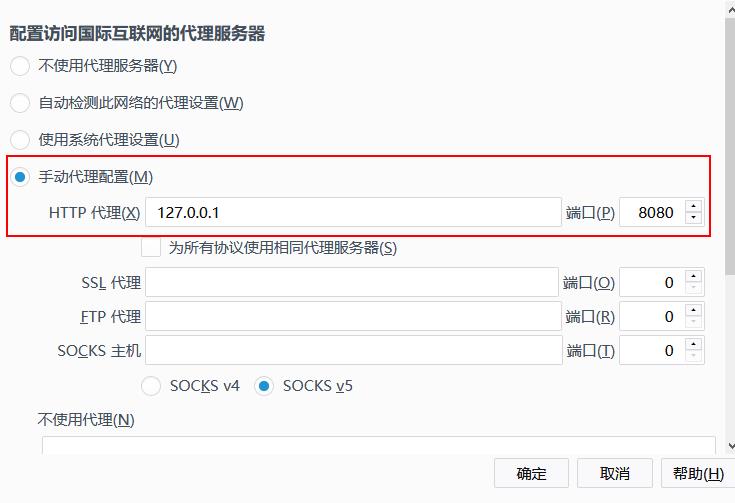 配置访问国际互联网的代理服务器
不使用代理服务器(Y)
自动检测此网络的代理设置(W)
使用系统代理设置(U)
手动代理配置(M)
HTTP 代理(X) 127.0.0.1 端口(P) 8080
为所有协议使用相同代理服务器(S)
SSL 代理 端口(O) 0
FTP 代理 端口(R) 0
SOCKS 主机 端口(T) 0
SOCKS v4 SOCKS v5
不使用代理(N)
确定 取消 帮助(H)